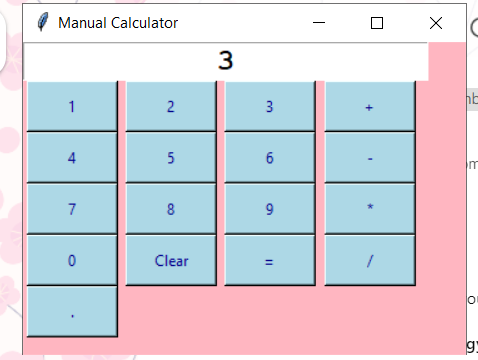 Manual Calculator
3
1 2 3 +
4 5 6 -
7 8 9 *
0 Clear = /
.